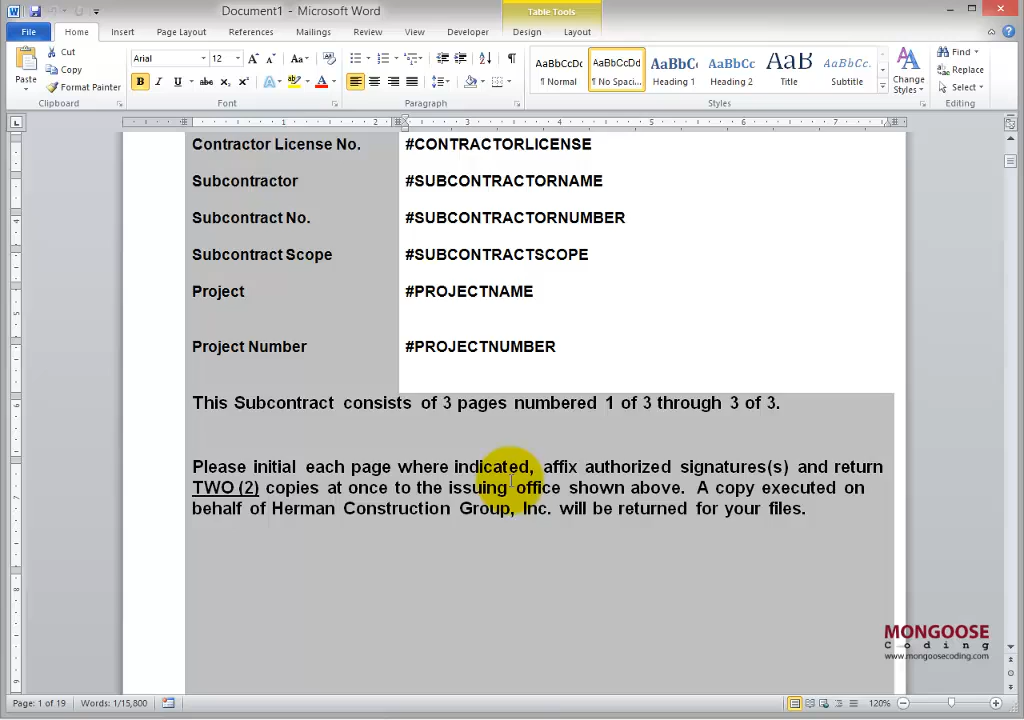 Document1 - Microsoft Word
Table Tools
File Home Insert Page Layout References Mailings Review View Developer Design Layout
Paste
Cut
Copy
Format Painter
Clipboard
Arial 12
Font
Paragraph
AaBbCcDc AaBbCcDd AaBbCc AaBbCc AaB AaBbCc.
¶ Normal ¶ No Spaci... Heading 1 Heading 2 Title Subtitle
Change Styles
Styles
Find
Replace
Select
Editing
Contractor License No. #CONTRACTORLICENSE
Subcontractor #SUBCONTRACTORNAME
Subcontract No. #SUBCONTRACTORNUMBER
Subcontract Scope #SUBCONTRACTSCOPE
Project #PROJECTNAME
Project Number #PROJECTNUMBER
This Subcontract consists of 3 pages numbered 1 of 3 through 3 of 3.
Please initial each page where indicated, affix authorized signatures(s) and return
TWO (2) copies at once to the issuing office shown above. A copy executed on
behalf of Herman Construction Group, Inc. will be returned for your files.
MONGOOSE
Coding
www.mongoosecoding.com
Page: 1 of 19 Words: 1/15,800 120%